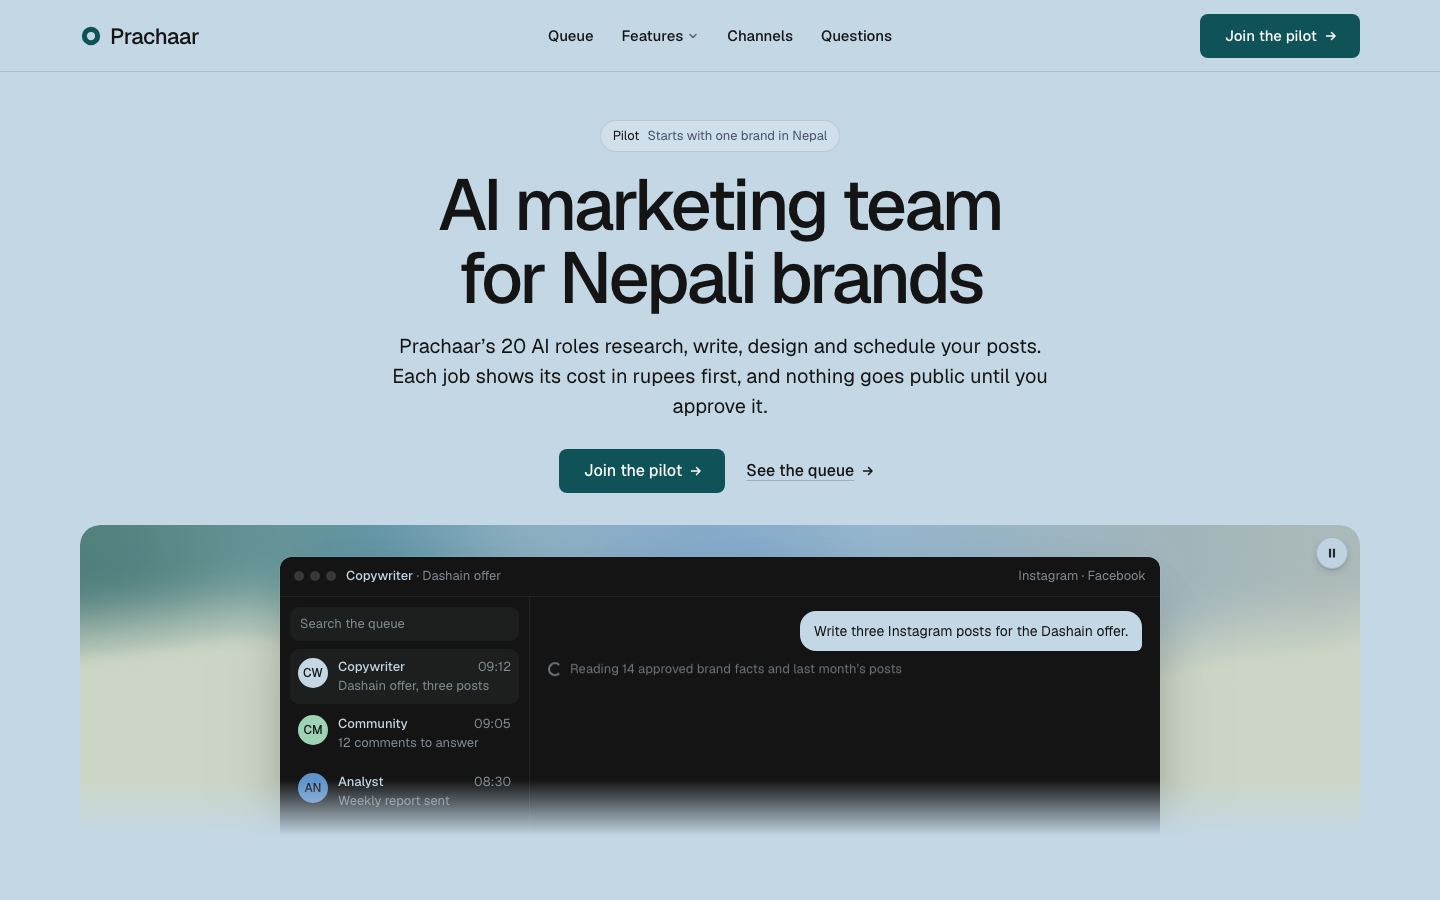 Prachaar
Queue
Features
Channels
Questions
Join the pilot →
Pilot Starts with one brand in Nepal
AI marketing team
for Nepali brands
Prachaar’s 20 AI roles research, write, design and schedule your posts.
Each job shows its cost in rupees first, and nothing goes public until you
approve it.
Join the pilot →
See the queue →
Copywriter · Dashain offer
Instagram · Facebook
Search the queue
CW
Copywriter 09:12
Dashain offer, three posts
CM
Community 09:05
12 comments to answer
AN
Analyst 08:30
Weekly report sent
Write three Instagram posts for the Dashain offer.
Reading 14 approved brand facts and last month’s posts